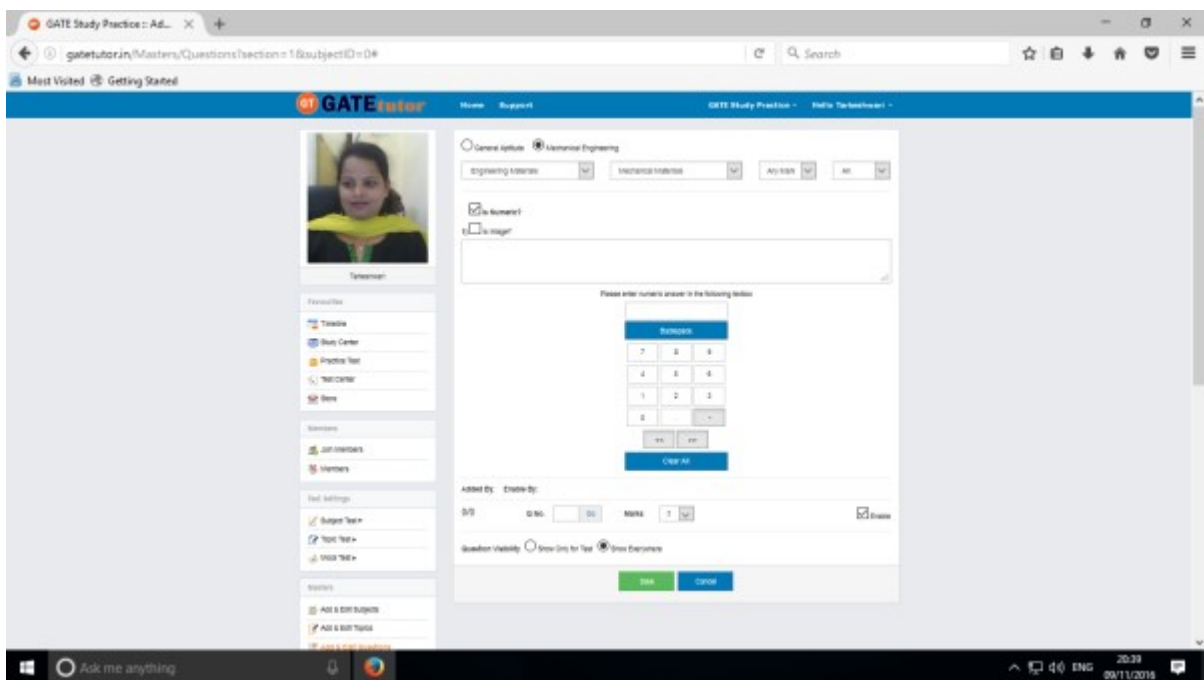 GATE Study Practice :: Ad...
gatetutor.in/Masters/Questions?section=1&subjectID=0#
Search
Most Visited
Getting Started
GT GATEtutor
Home
Support
GATE Study Practice
Hello Tarkeshwari
General Aptitude
Mechanical Engineering
Engineering Materials
Mechanical Materials
Any Mark
All
Is Numeric?
Is Image?
Please enter numeric answer in the following textbox
Backspace
7 8 9
4 5 6
1 2 3
0 . -
Clear All
Added By: Enable By:
0/0
Q No.
Go
Marks
1
Enable
Question Visibility
Show Only for Test
Show Everywhere
Save
Cancel
Favourites
Timeline
Study Center
Practice Test
Test Center
Store
Members
Join Members
Members
Test Settings
Subject Test
Topic Test
Mock Test
Masters
Add & Edit Subjects
Add & Edit Topics
Add & Edit Questions
Ask me anything
ENG
20:39
09/11/2016